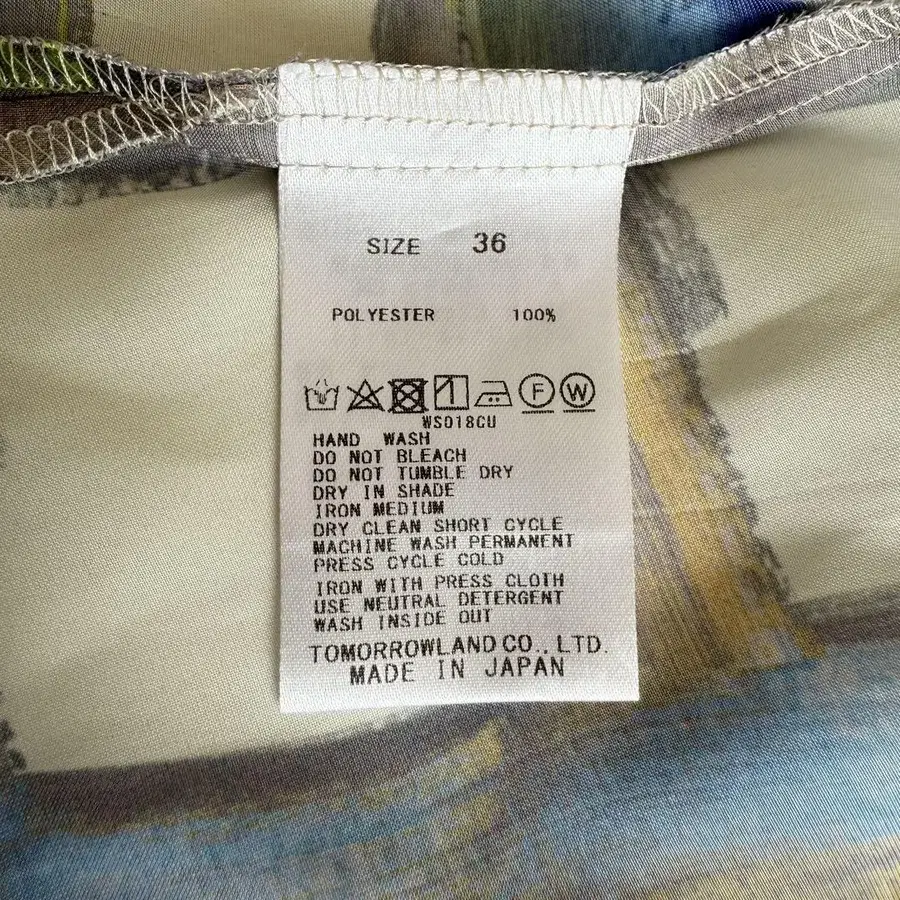 SIZE 36
POLYESTER 100%
F W
WS018CU
HAND WASH
DO NOT BLEACH
DO NOT TUMBLE DRY
DRY IN SHADE
IRON MEDIUM
DRY CLEAN SHORT CYCLE
MACHINE WASH PERMANENT
PRESS CYCLE COLD
IRON WITH PRESS CLOTH
USE NEUTRAL DETERGENT
WASH INSIDE OUT
TOMORROWLAND CO., LTD.
MADE IN JAPAN